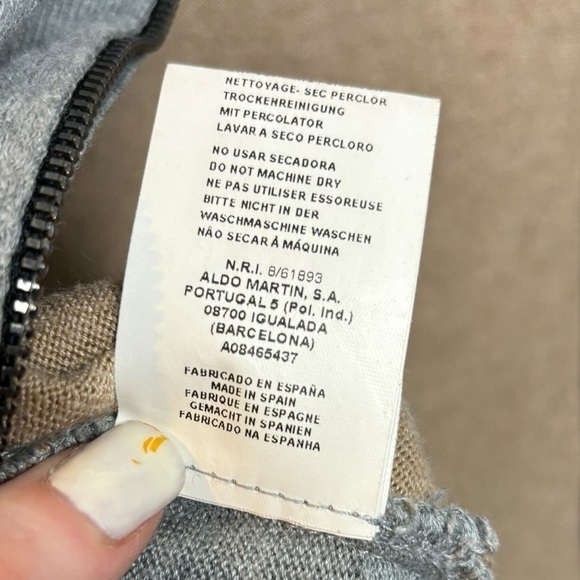 NETTOYAGE- SEC PERCLOR
TROCKENREINIGUNG
MIT PERCOLATOR
LAVAR A SECO PERCLORO
NO USAR SECADORA
DO NOT MACHINE DRY
NE PAS UTILISER ESSOREUSE
BITTE NICHT IN DER
WASCHMASCHINE WASCHEN
NÃO SECAR À MÁQUINA
N.R.I. 8/61893
ALDO MARTIN, S.A.
PORTUGAL 5 (Pol. Ind.)
08700 IGUALADA
(BARCELONA)
A08465437
FABRICADO EN ESPAÑA
MADE IN SPAIN
FABRIQUE EN ESPAGNE
GEMACHT IN SPANIEN
FABRICADO NA ESPANHA